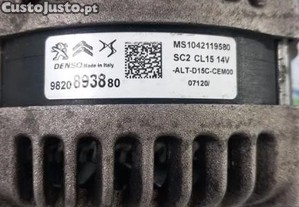 CustoJusto.pt
DENSO
Made in Italy
9820893880
MS1042119580
SC2 CL15 14V
-ALT-D15C-CEM00
07120/